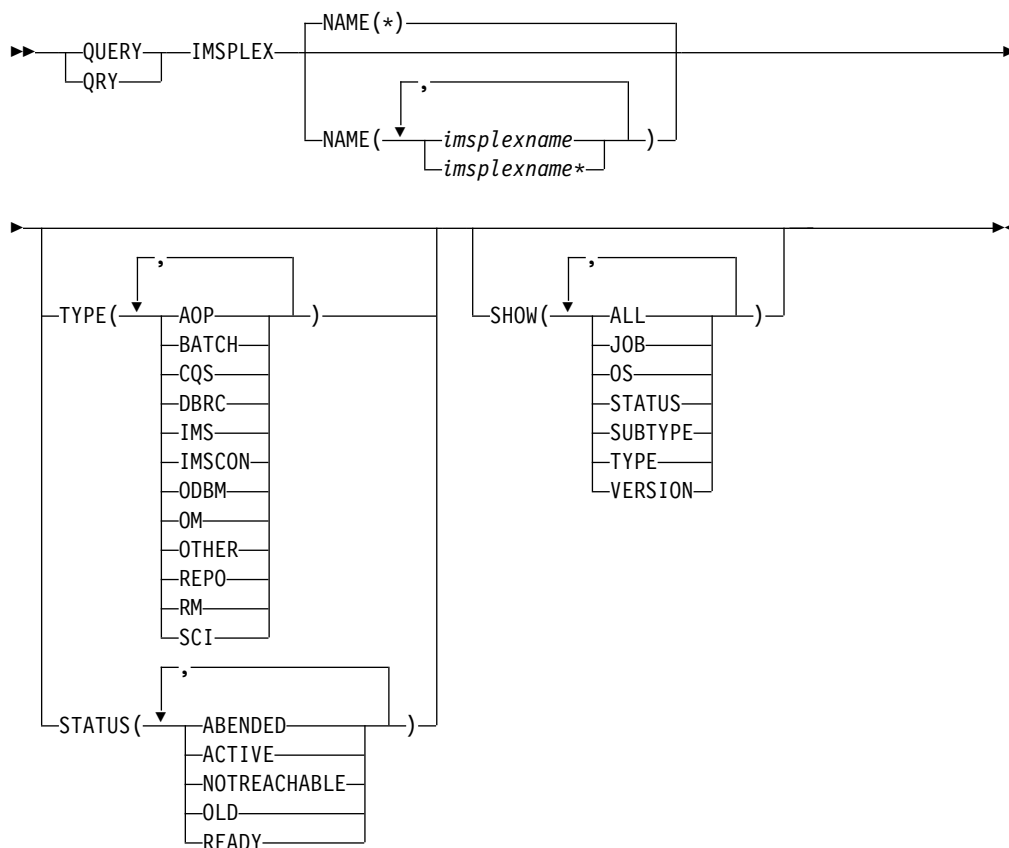 NAME(*)
QUERY IMSPLEX
QRY
,
NAME( imsplexname )
imsplexname*
, ,
TYPE( AOP ) SHOW( ALL )
BATCH JOB
CQS OS
DBRC STATUS
IMS SUBTYPE
IMSCON TYPE
ODBM VERSION
OM
OTHER
REPO
RM
SCI
,
STATUS( ABENDED )
ACTIVE
NOTREACHABLE
OLD
READY